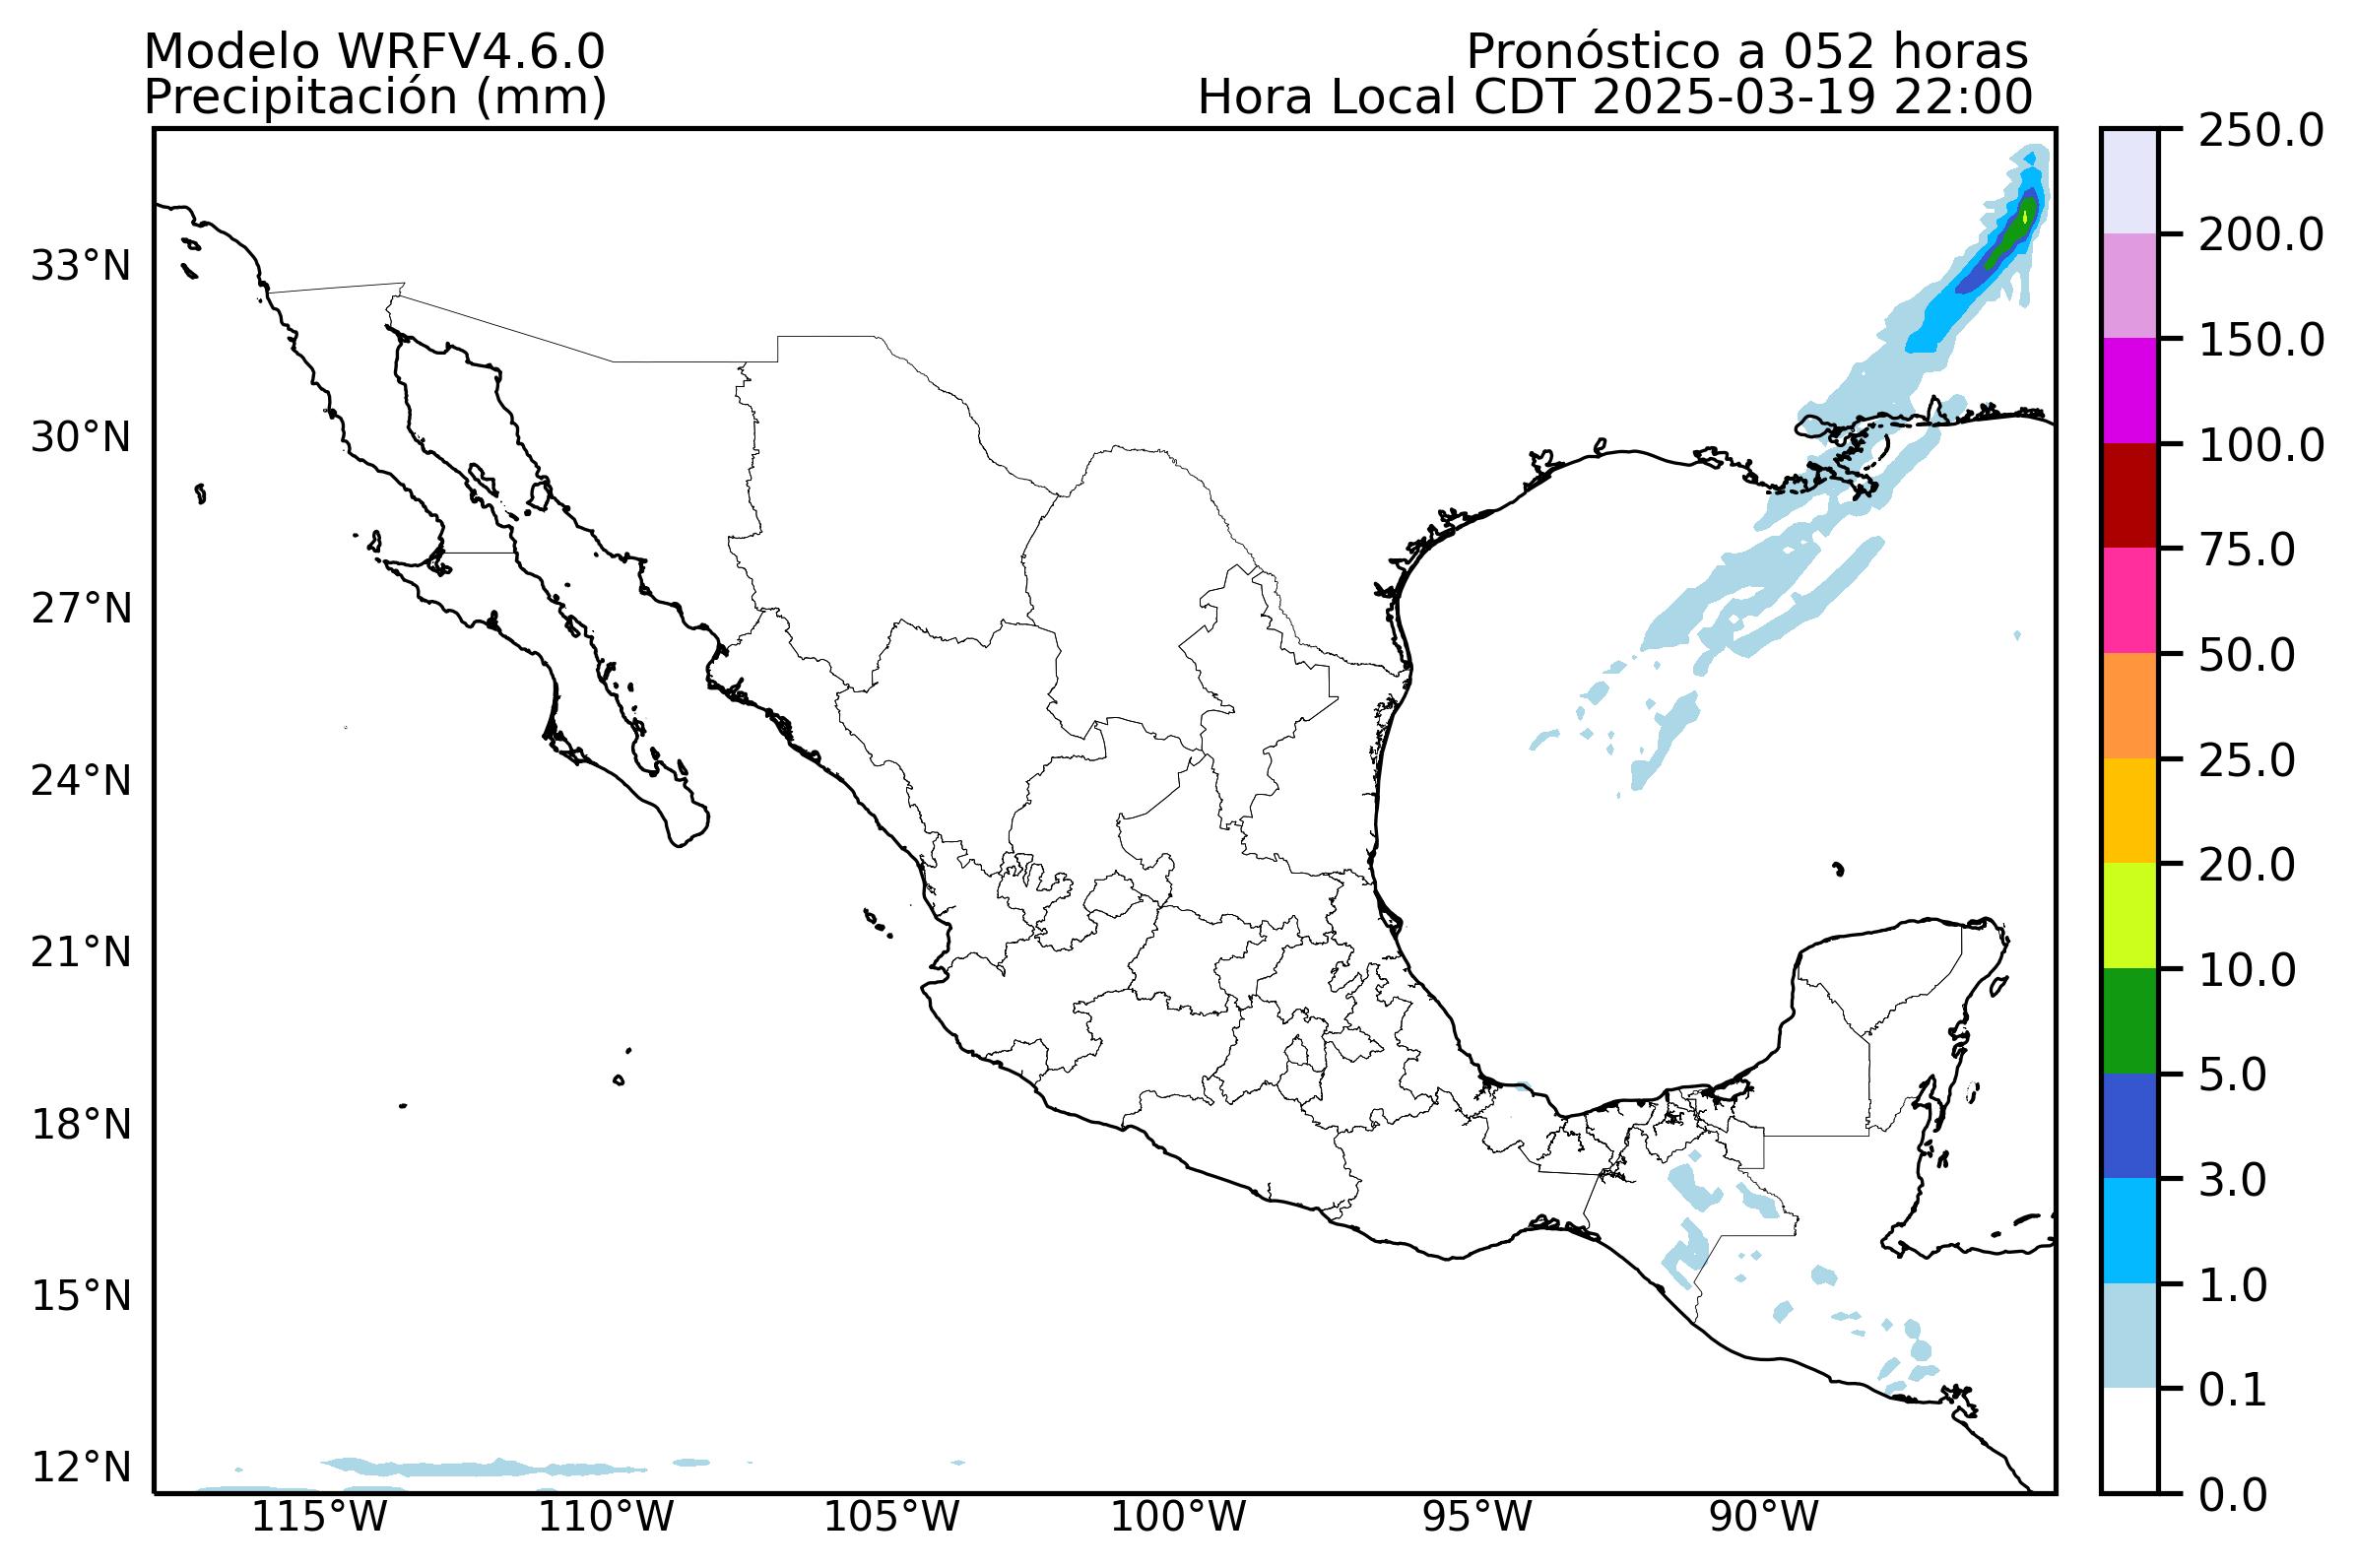 Modelo WRFV4.6.0
Precipitación (mm)
Pronóstico a 052 horas
Hora Local CDT 2025-03-19 22:00
33°N
30°N
27°N
24°N
21°N
18°N
15°N
12°N
115°W
110°W
105°W
100°W
95°W
90°W
250.0
200.0
150.0
100.0
75.0
50.0
25.0
20.0
10.0
5.0
3.0
1.0
0.1
0.0